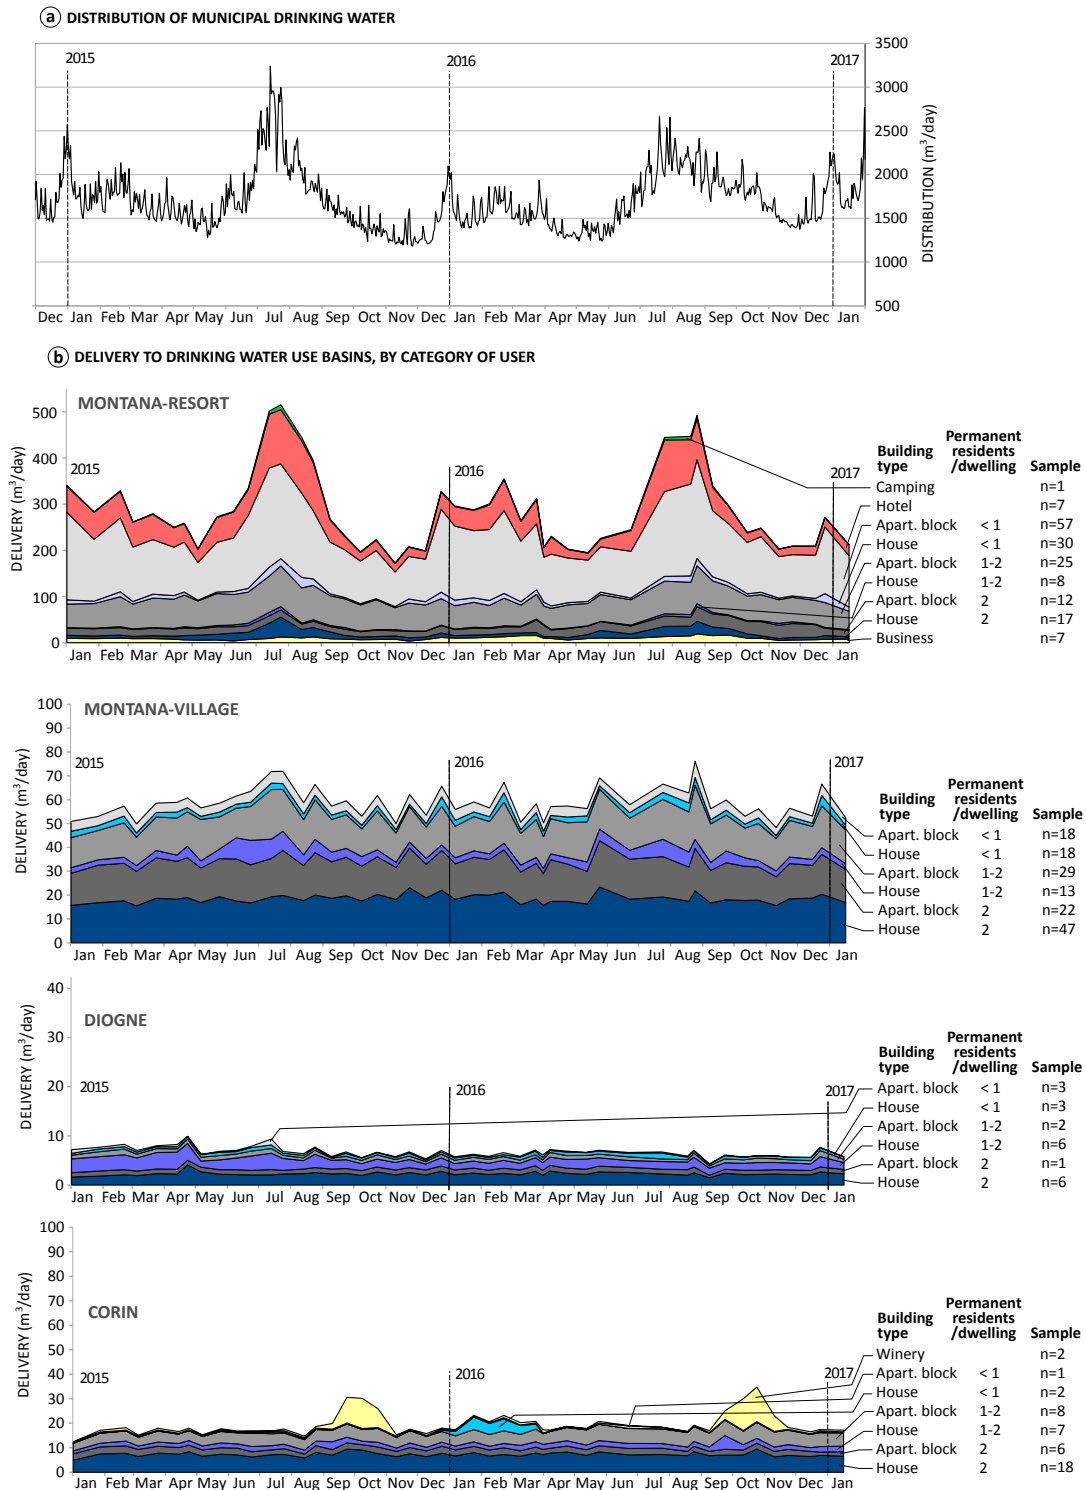 a DISTRIBUTION OF MUNICIPAL DRINKING WATER
2015
2016
2017
3500
3000
2500
2000
1500
1000
500
DISTRIBUTION (m³/day)
Dec Jan Feb Mar Apr May Jun Jul Aug Sep Oct Nov Dec Jan Feb Mar Apr May Jun Jul Aug Sep Oct Nov Dec Jan
b DELIVERY TO DRINKING WATER USE BASINS, BY CATEGORY OF USER
MONTANA-RESORT
DELIVERY (m³/day)
500
400
300
200
100
0
2015
2016
2017
Jan Feb Mar Apr May Jun Jul Aug Sep Oct Nov Dec Jan Feb Mar Apr May Jun Jul Aug Sep Oct Nov Dec Jan
Building type Permanent residents /dwelling Sample
Camping n=1
Hotel n=7
Apart. block < 1 n=57
House < 1 n=30
Apart. block 1-2 n=25
House 1-2 n=8
Apart. block 2 n=12
House 2 n=17
Business n=7
MONTANA-VILLAGE
DELIVERY (m³/day)
100
90
80
70
60
50
40
30
20
10
0
2015
2016
2017
Jan Feb Mar Apr May Jun Jul Aug Sep Oct Nov Dec Jan Feb Mar Apr May Jun Jul Aug Sep Oct Nov Dec Jan
Building type Permanent residents /dwelling Sample
Apart. block < 1 n=18
House < 1 n=18
Apart. block 1-2 n=29
House 1-2 n=13
Apart. block 2 n=22
House 2 n=47
DIOGNE
DELIVERY (m³/day)
40
30
20
10
0
2015
2016
2017
Jan Feb Mar Apr May Jun Jul Aug Sep Oct Nov Dec Jan Feb Mar Apr May Jun Jul Aug Sep Oct Nov Dec Jan
Building type Permanent residents /dwelling Sample
Apart. block < 1 n=3
House < 1 n=3
Apart. block 1-2 n=2
House 1-2 n=6
Apart. block 2 n=1
House 2 n=6
CORIN
DELIVERY (m³/day)
100
90
80
70
60
50
40
30
20
10
0
2015
2016
2017
Jan Feb Mar Apr May Jun Jul Aug Sep Oct Nov Dec Jan Feb Mar Apr May Jun Jul Aug Sep Oct Nov Dec Jan
Building type Permanent residents /dwelling Sample
Winery n=2
Apart. block < 1 n=1
House < 1 n=2
Apart. block 1-2 n=8
House 1-2 n=7
Apart. block 2 n=6
House 2 n=18